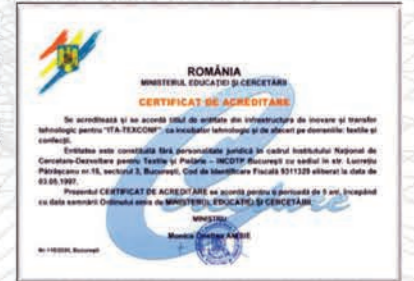 ROMÂNIA
MINISTERUL EDUCAȚIEI ȘI CERCETĂRII
CERTIFICAT DE ACREDITARE
Se acreditează și se acordă titlul de entitate din infrastructura de inovare și transfer
tehnologic pentru "ITA-TEXCONF", ca incubator tehnologic și de afaceri pe domeniile: textile și
confecții.
Entitatea este constituită fără personalitate juridică în cadrul Institutului Național de
Cercetare-Dezvoltare pentru Textile și Pielărie – INCDTP București cu sediul în str. Lucrețiu
Pătrășcanu nr.16, sectorul 3, București, Cod de Identificare Fiscală 9311329 eliberat la data de
03.05.1997.
Prezentul CERTIFICAT DE ACREDITARE se acordă pentru o perioadă de 5 ani, începând
cu data semnării Ordinului emis de MINISTERUL EDUCAȚIEI ȘI CERCETĂRII.
MINISTRU
Monica
București
Cercetare